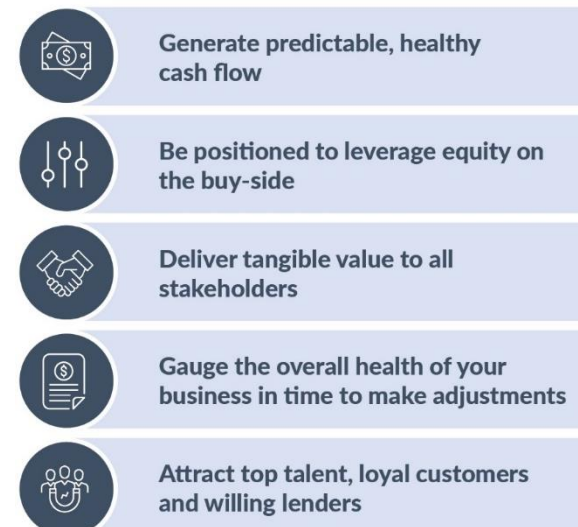 Generate predictable, healthy
cash flow
Be positioned to leverage equity on
the buy-side
Deliver tangible value to all
stakeholders
Gauge the overall health of your
business in time to make adjustments
Attract top talent, loyal customers
and willing lenders